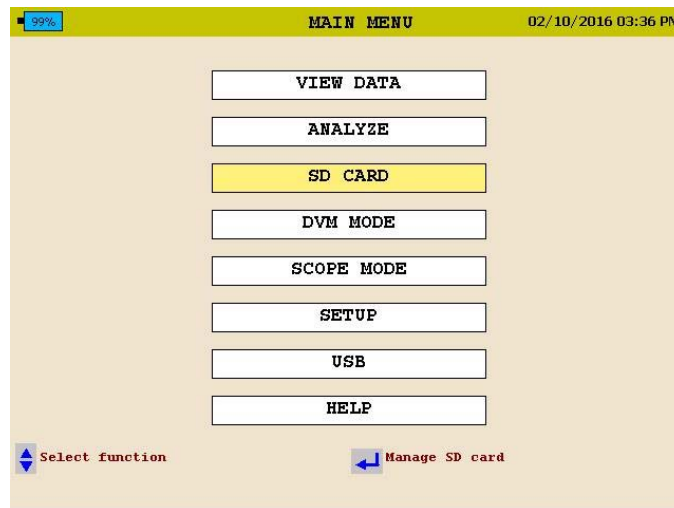 99% MAIN MENU 02/10/2016 03:36 PM
VIEW DATA
ANALYZE
SD CARD
DVM MODE
SCOPE MODE
SETUP
USB
HELP
Select function Manage SD card